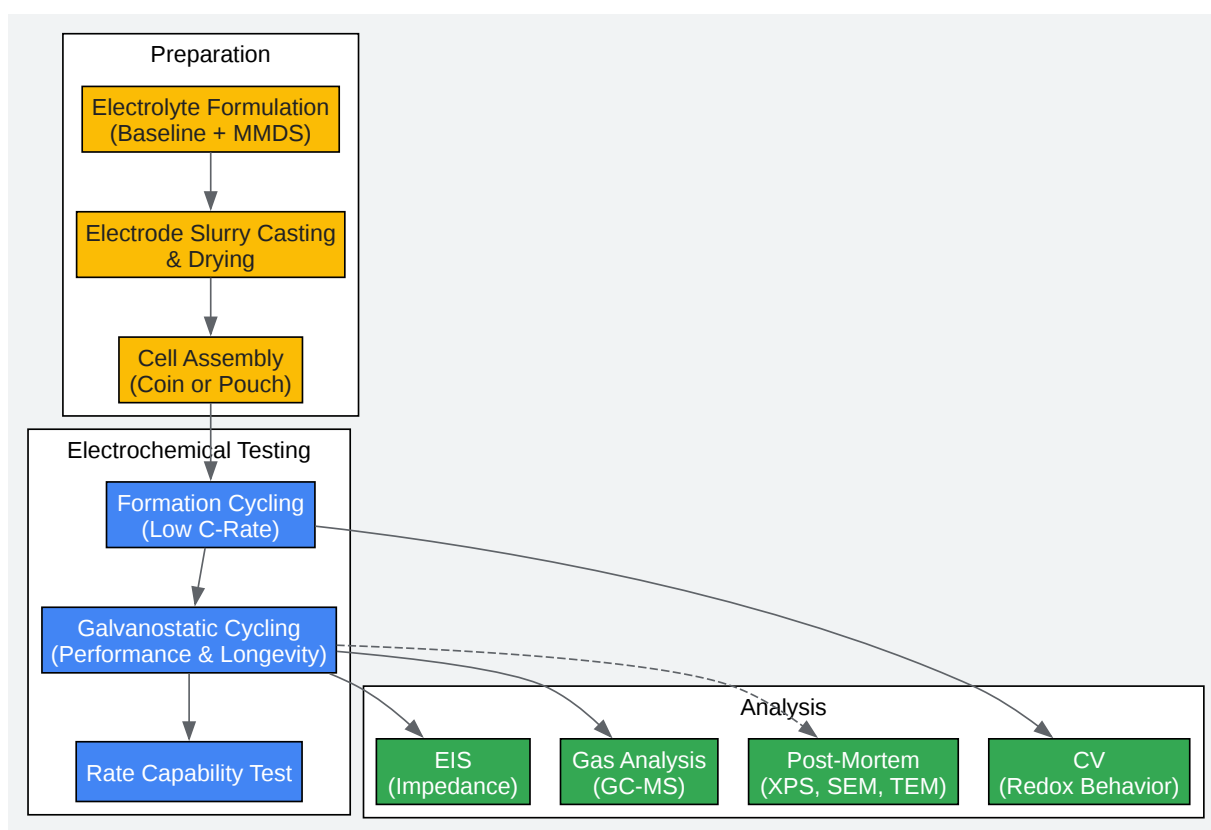 Preparation
Electrolyte Formulation
(Baseline + MMDS)
Electrode Slurry Casting
& Drying
Cell Assembly
(Coin or Pouch)
Electrochemical Testing
Formation Cycling
(Low C-Rate)
Galvanostatic Cycling
(Performance & Longevity)
Rate Capability Test
Analysis
EIS
(Impedance)
Gas Analysis
(GC-MS)
Post-Mortem
(XPS, SEM, TEM)
CV
(Redox Behavior)